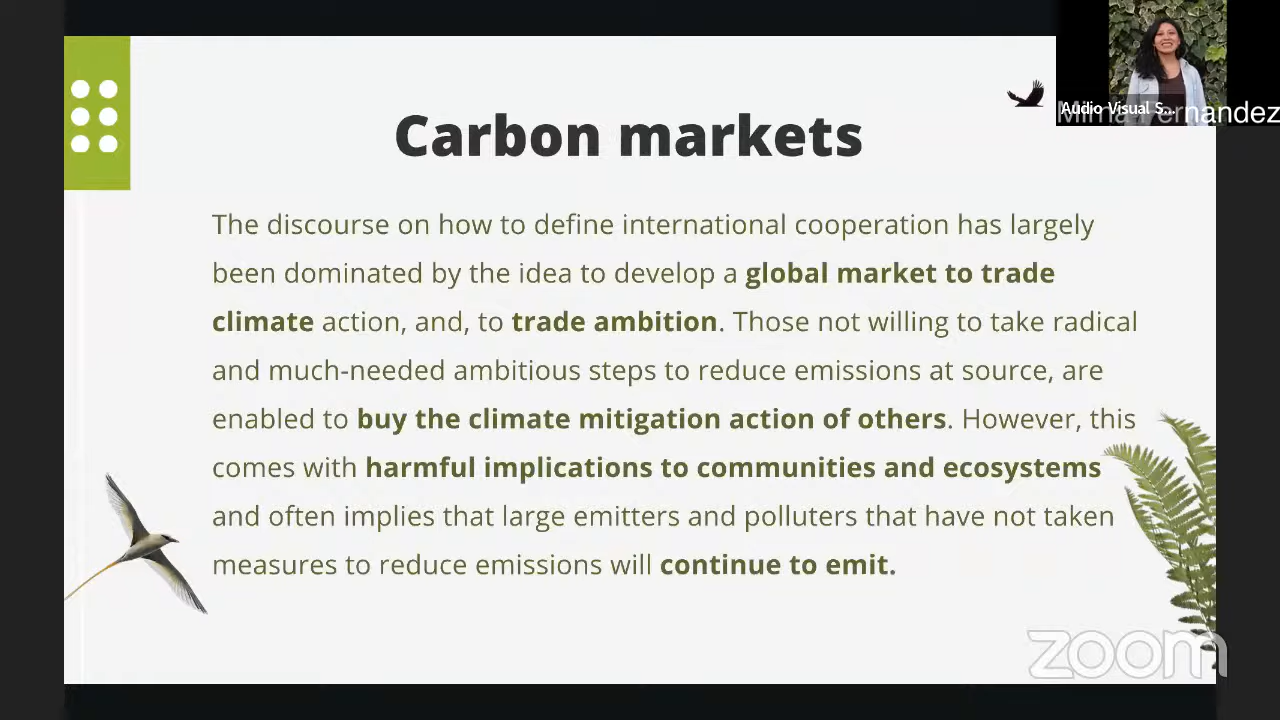 Carbon markets
Audio Visual S...
Fernandez
The discourse on how to define international cooperation has largely
been dominated by the idea to develop a global market to trade
climate action, and, to trade ambition. Those not willing to take radical
and much-needed ambitious steps to reduce emissions at source, are
enabled to buy the climate mitigation action of others. However, this
comes with harmful implications to communities and ecosystems
and often implies that large emitters and polluters that have not taken
measures to reduce emissions will continue to emit.
zoom